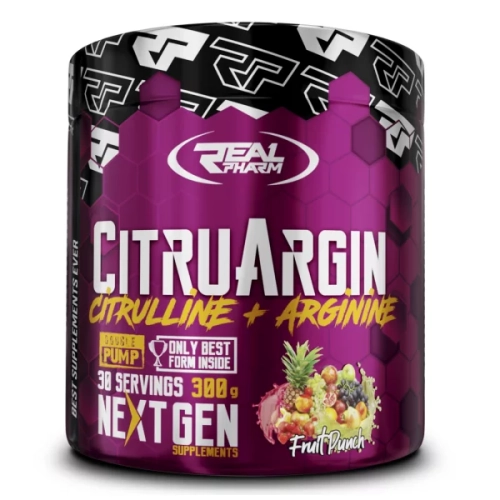 REAL
PHARM
CITRUARGIN
CITRULLINE + ARGININE
DOUBLE
PUMP
ONLY BEST
FORM INSIDE
30 SERVINGS 300g
NEXT GEN
SUPPLEMENTS
Fruit Punch
BEST SUPPLEMENTS EVER